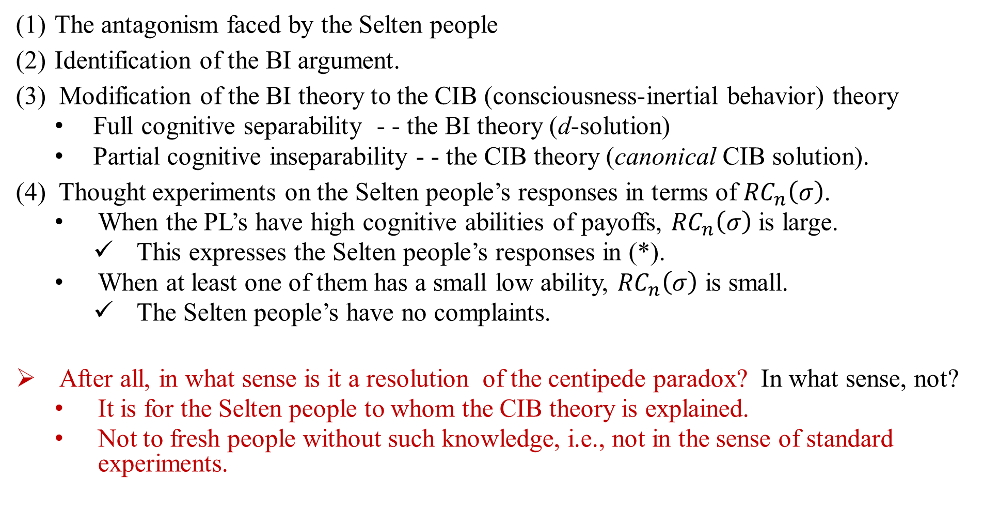 (1) The antagonism faced by the Selten people
(2) Identification of the BI argument.
(3) Modification of the BI theory to the CIB (consciousness-inertial behavior) theory
• Full cognitive separability - - the BI theory (d-solution)
• Partial cognitive inseparability - - the CIB theory (canonical CIB solution).
(4) Thought experiments on the Selten people’s responses in terms of 𝑅𝐶ₙ(𝜎).
• When the PL’s have high cognitive abilities of payoffs, 𝑅𝐶ₙ(𝜎) is large.
✓ This expresses the Selten people’s responses in (*).
• When at least one of them has a small low ability, 𝑅𝐶ₙ(𝜎) is small.
✓ The Selten people’s have no complaints.
➢ After all, in what sense is it a resolution of the centipede paradox? In what sense, not?
• It is for the Selten people to whom the CIB theory is explained.
• Not to fresh people without such knowledge, i.e., not in the sense of standard
experiments.